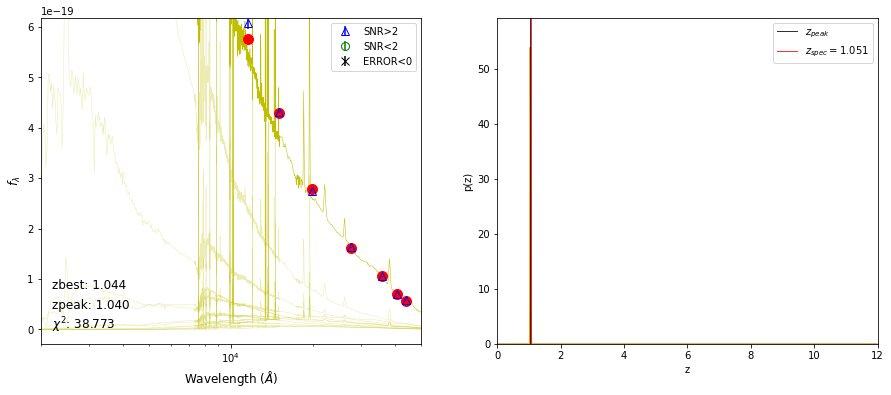 1e−19
6
5
4
3
2
1
0
f_λ
SNR>2
SNR<2
ERROR<0
zbest: 1.044
zpeak: 1.040
χ²: 38.773
10⁴
Wavelength (Å)
50
40
30
20
10
0
p(z)
z_peak
z_spec = 1.051
0 2 4 6 8 10 12
z